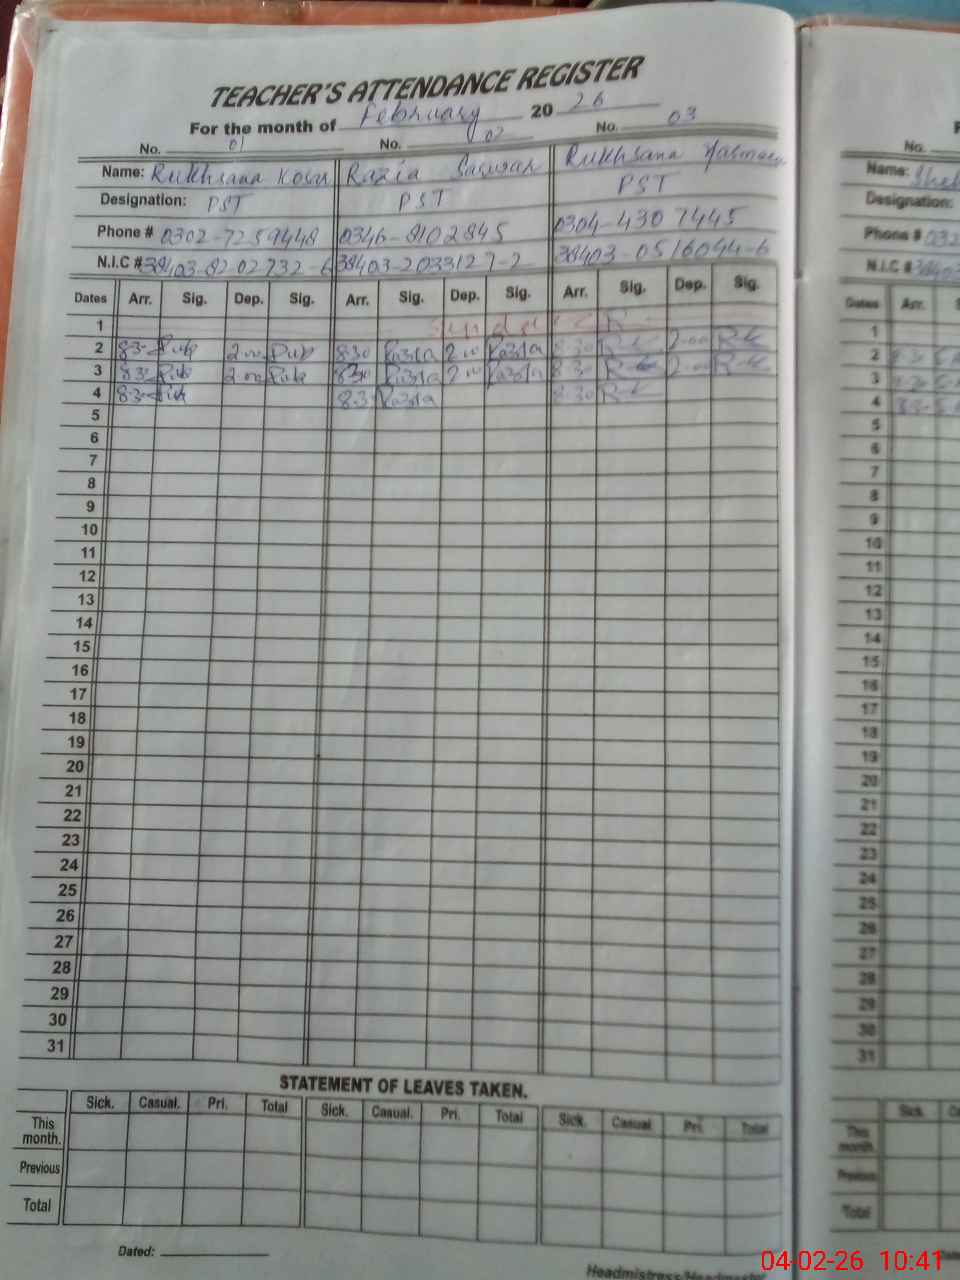 TEACHER'S ATTENDANCE REGISTER
For the month of February 20 26
No. 01 No. 02 No. 03
Name: Rukhsana Razia Rukhsana
Designation: PST PST PST
Phone # 0302-7259448 0346-8102845 0304-430 7445
N.I.C # 38403-8202732-6 38403-2033127-2 38403-0516044-6
Dates Arr. Sig. Dep. Sig. Arr. Sig. Dep. Sig. Arr. Sig. Dep. Sig.
1
2 8:30 2:00 8:30 Razia 2:00 Razia 8:30 R-k 2:00 R-k
3 8:30 2:00 8:30 Razia 2:00 Razia 8:30 R-k 2:00 R-k
4 8:30 8:30 Razia 8:30 R-k
5
6
7
8
9
10
11
12
13
14
15
16
17
18
19
20
21
22
23
24
25
26
27
28
29
30
31
STATEMENT OF LEAVES TAKEN.
Sick. Casual. Pri. Total Sick. Casual. Pri. Total Sick. Casual Pri. Total
This month.
Previous
Total
Dated:
No.
Name:
Designation:
Phone #
N.I.C #
Dates Arr.
1
2
3
4
5
6
7
8
9
10
11
12
13
14
15
16
17
18
19
20
21
22
23
24
25
26
27
28
29
30
31
Sick.
This month.
Previous
Total
04-02-26 10:41